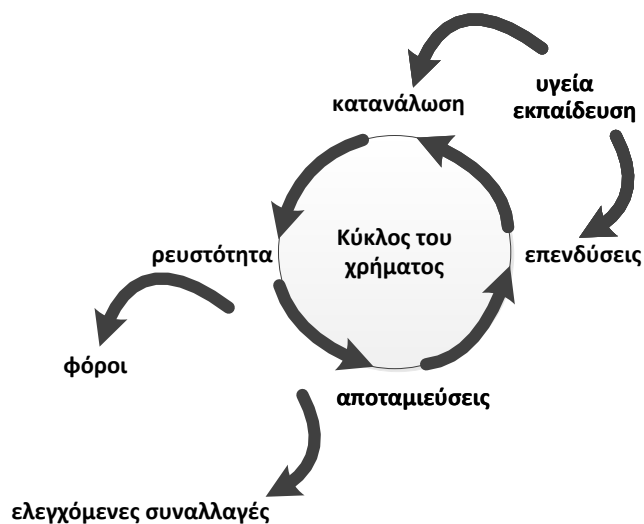 υγεία
εκπαίδευση
κατανάλωση
Κύκλος του
χρήματος
ρευστότητα
επενδύσεις
φόροι
αποταμιεύσεις
ελεγχόμενες συναλλαγές